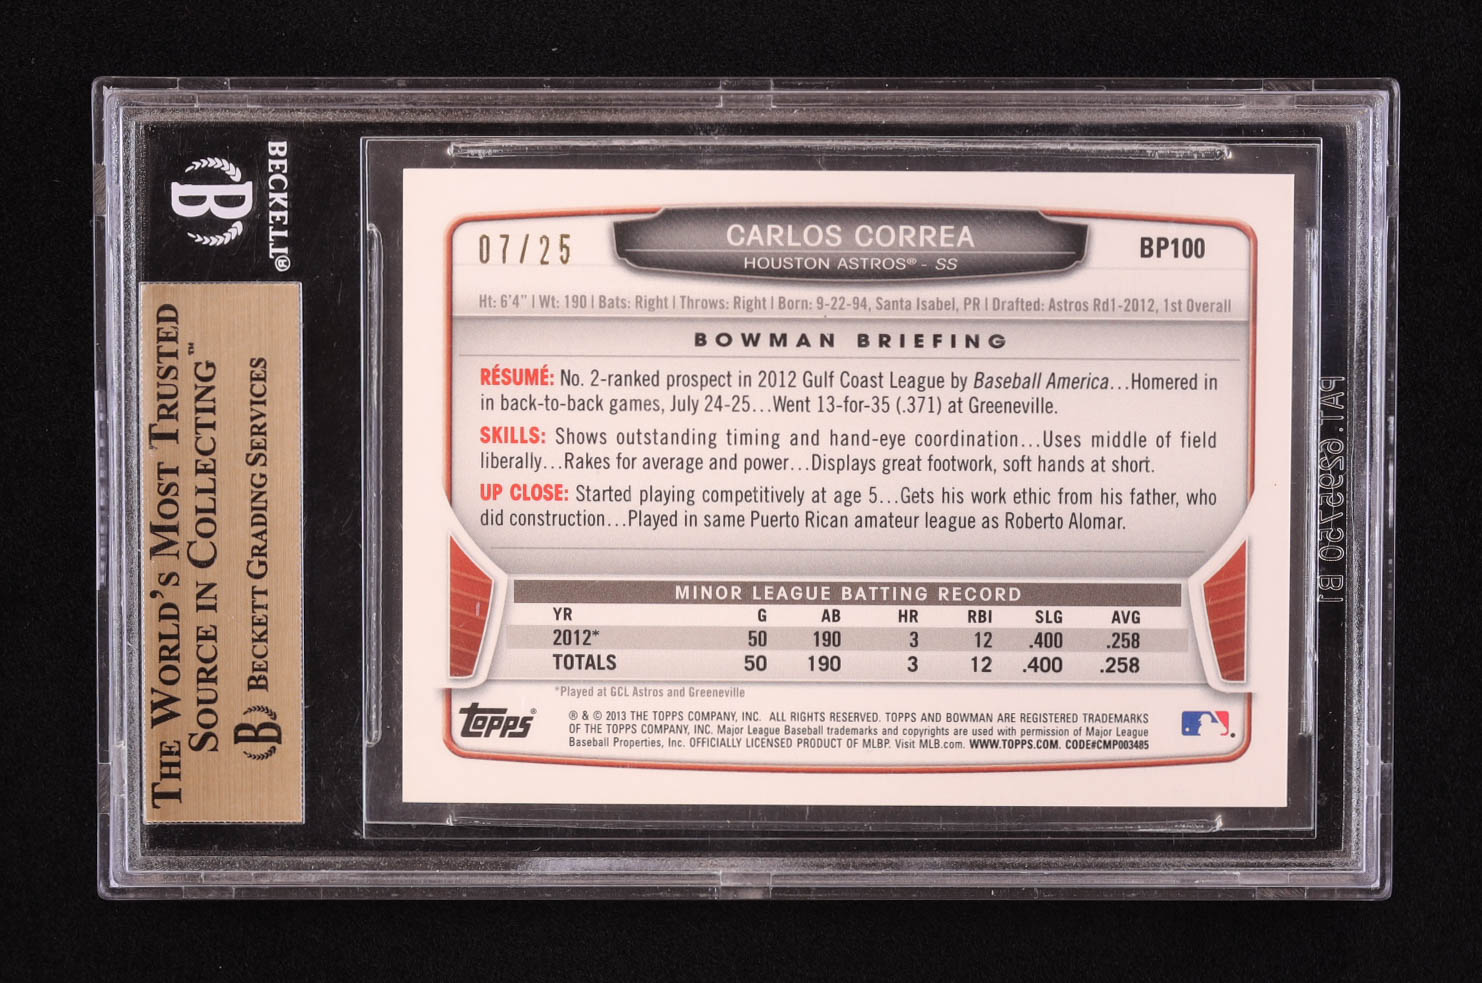 BECKETT®
B
THE WORLD'S MOST TRUSTED
SOURCE IN COLLECTING™
B BECKETT GRADING SERVICES
07/25
CARLOS CORREA
HOUSTON ASTROS® - SS
BP100
Ht: 6'4" | Wt: 190 | Bats: Right | Throws: Right | Born: 9-22-94, Santa Isabel, PR | Drafted: Astros Rd1-2012, 1st Overall
BOWMAN BRIEFING
RÉSUMÉ: No. 2-ranked prospect in 2012 Gulf Coast League by Baseball America...Homered in
in back-to-back games, July 24-25...Went 13-for-35 (.371) at Greeneville.
SKILLS: Shows outstanding timing and hand-eye coordination...Uses middle of field
liberally...Rakes for average and power...Displays great footwork, soft hands at short.
UP CLOSE: Started playing competitively at age 5...Gets his work ethic from his father, who
did construction...Played in same Puerto Rican amateur league as Roberto Alomar.
MINOR LEAGUE BATTING RECORD
YR G AB HR RBI SLG AVG
2012* 50 190 3 12 .400 .258
TOTALS 50 190 3 12 .400 .258
*Played at GCL Astros and Greeneville
Topps®
® & © 2013 THE TOPPS COMPANY, INC. ALL RIGHTS RESERVED. TOPPS AND BOWMAN ARE REGISTERED TRADEMARKS
OF THE TOPPS COMPANY, INC. Major League Baseball trademarks and copyrights are used with permission of Major League
Baseball Properties, Inc. OFFICIALLY LICENSED PRODUCT OF MLBP. Visit MLB.com. WWW.TOPPS.COM. CODE#CMP003485